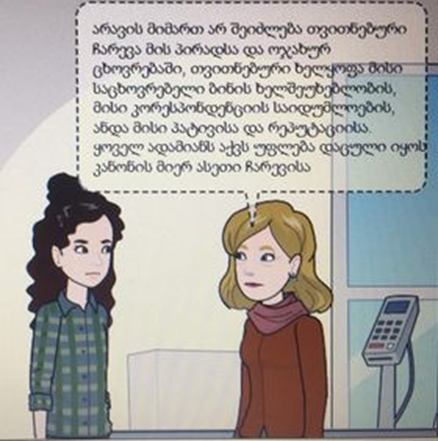 არავის მიმართ არ შეიძლება თვითნებური
ჩარევა მის პირადსა და ოჯახურ
ცხოვრებაში, თვითნებური ხელყოფა მისი
საცხოვრებელი ბინის ხელშეუხებლობის,
მისი კორესპონდენციის საიდუმლოების,
ანდა მისი პატივისა და რეპუტაციისა.
ყოველ ადამიანს აქვს უფლება დაცული იყოს
კანონის მიერ ასეთი ჩარევისა